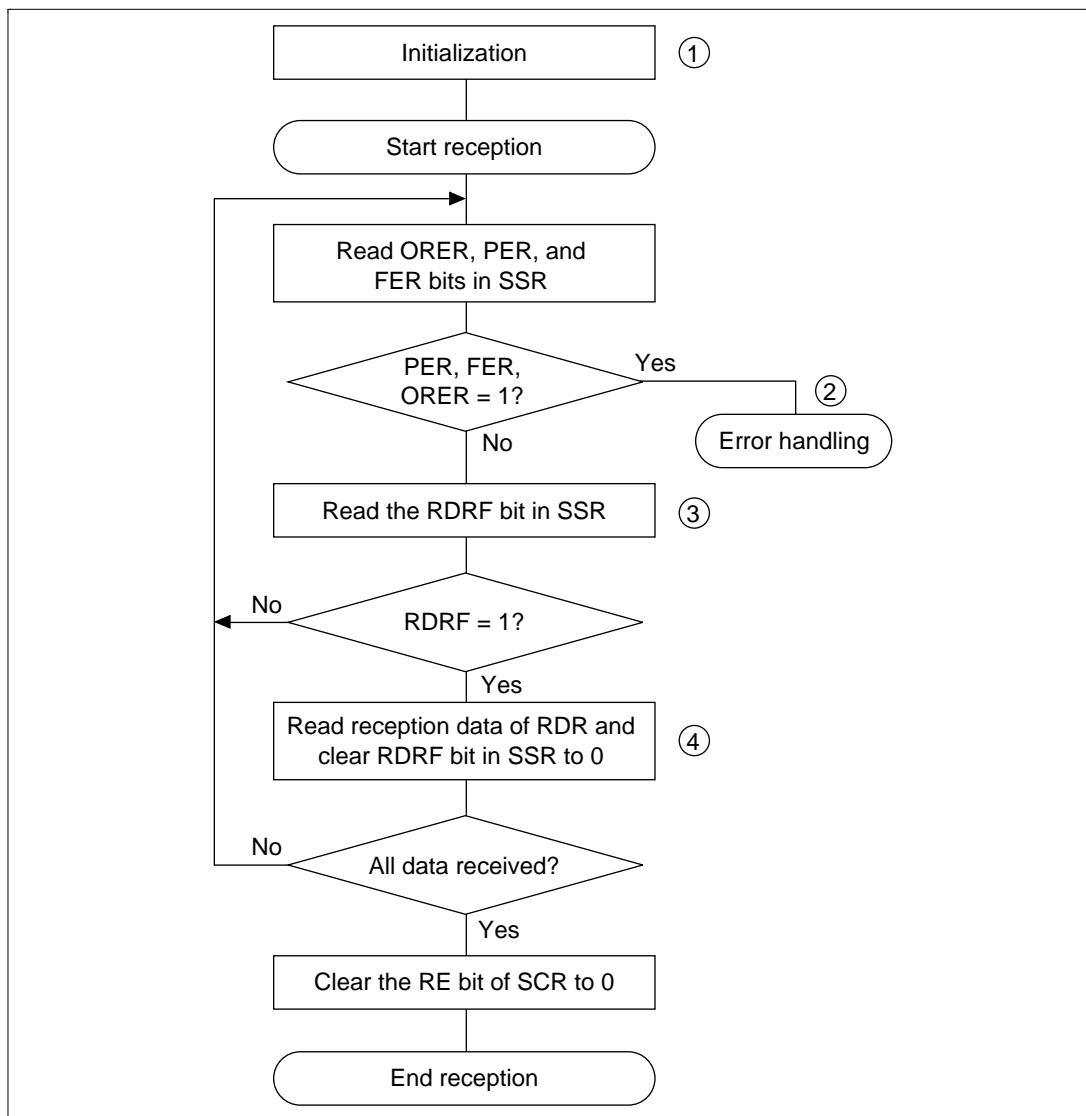 Initialization
1
Start reception
Read ORER, PER, and
FER bits in SSR
PER, FER,
ORER = 1?
Yes
2
Error handling
No
Read the RDRF bit in SSR
3
No
RDRF = 1?
Yes
Read reception data of RDR and
clear RDRF bit in SSR to 0
4
No
All data received?
Yes
Clear the RE bit of SCR to 0
End reception